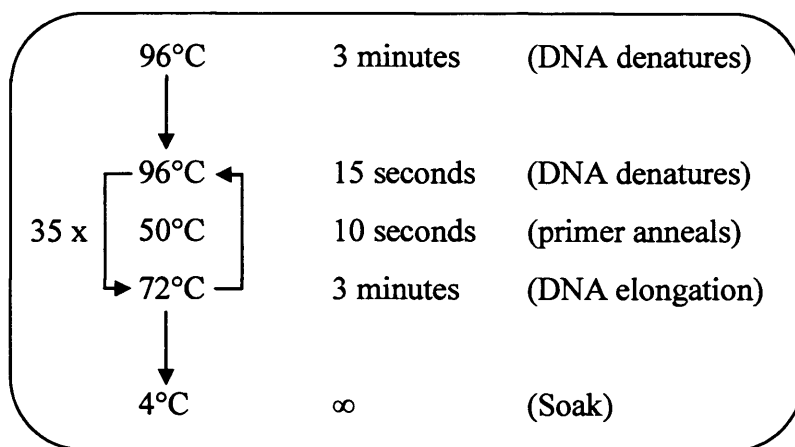 96°C 3 minutes (DNA denatures)
96°C 15 seconds (DNA denatures)
35 x 50°C 10 seconds (primer anneals)
72°C 3 minutes (DNA elongation)
4°C ∞ (Soak)